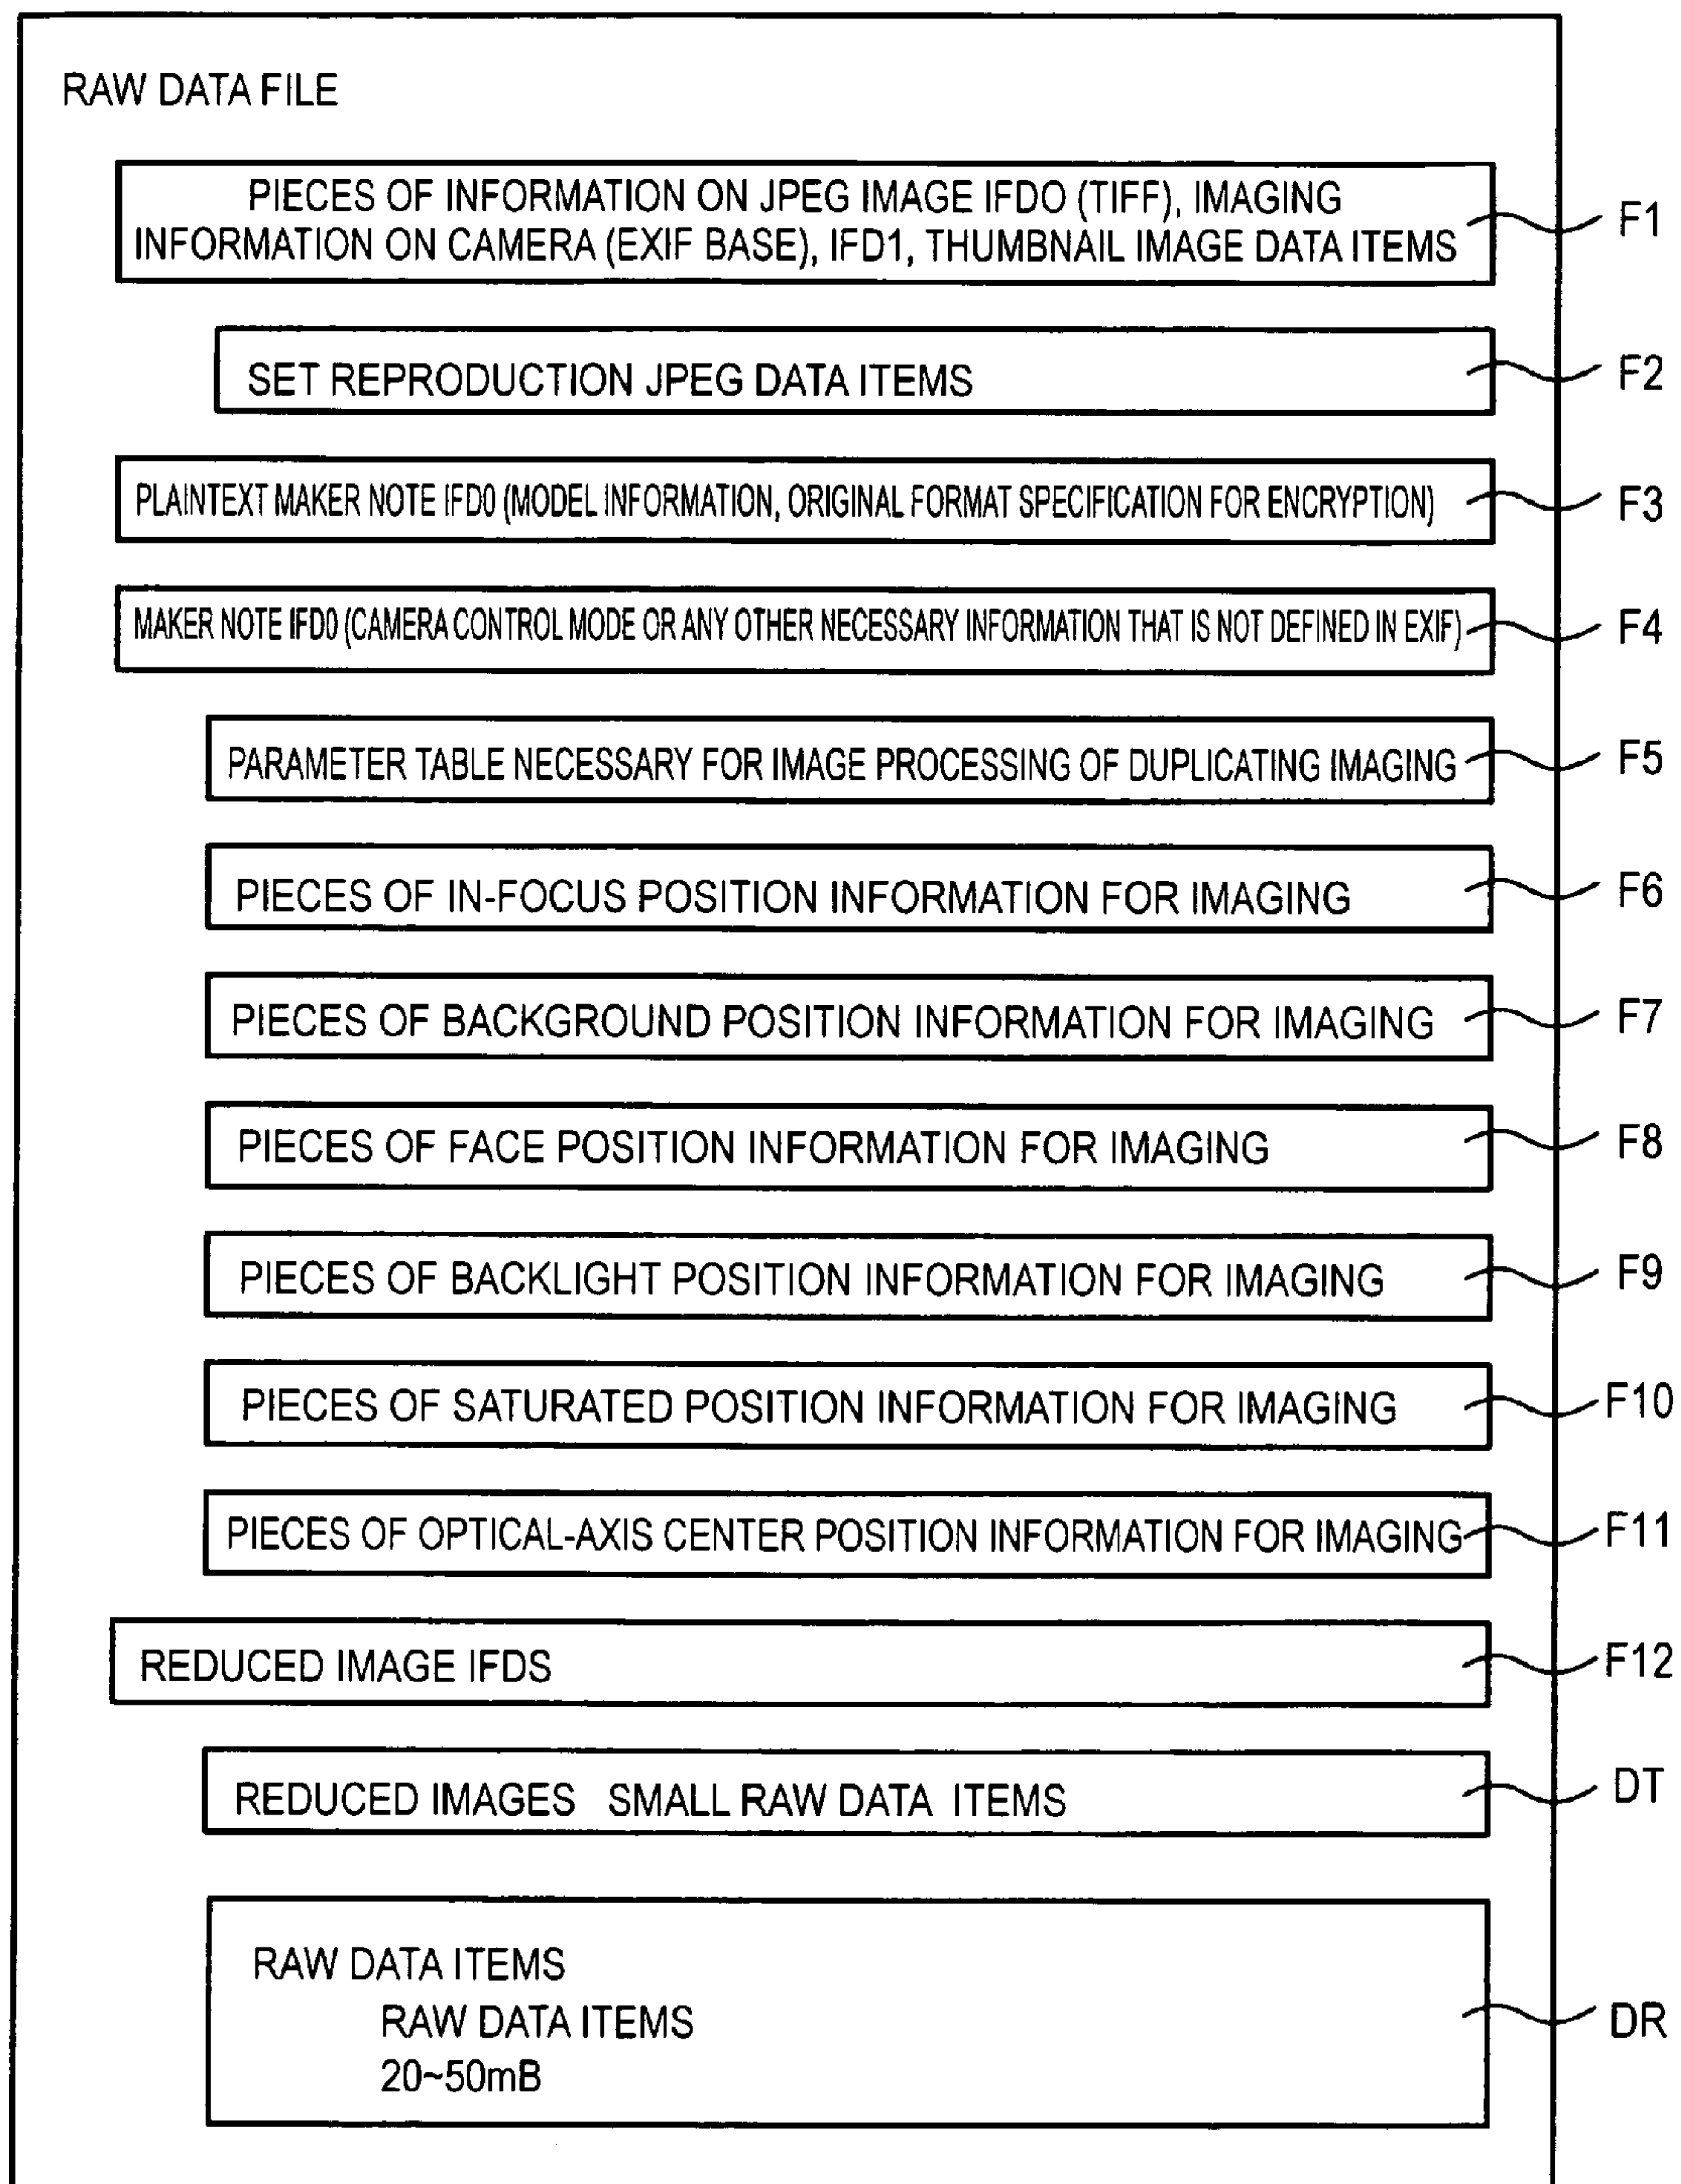 RAW DATA FILE
PIECES OF INFORMATION ON JPEG IMAGE IFDO (TIFF), IMAGING
INFORMATION ON CAMERA (EXIF BASE), IFD1, THUMBNAIL IMAGE DATA ITEMS
F1
SET REPRODUCTION JPEG DATA ITEMS
F2
PLAINTEXT MAKER NOTE IFD0 (MODEL INFORMATION, ORIGINAL FORMAT SPECIFICATION FOR ENCRYPTION)
F3
MAKER NOTE IFD0 (CAMERA CONTROL MODE OR ANY OTHER NECESSARY INFORMATION THAT IS NOT DEFINED IN EXIF)
F4
PARAMETER TABLE NECESSARY FOR IMAGE PROCESSING OF DUPLICATING IMAGING
F5
PIECES OF IN-FOCUS POSITION INFORMATION FOR IMAGING
F6
PIECES OF BACKGROUND POSITION INFORMATION FOR IMAGING
F7
PIECES OF FACE POSITION INFORMATION FOR IMAGING
F8
PIECES OF BACKLIGHT POSITION INFORMATION FOR IMAGING
F9
PIECES OF SATURATED POSITION INFORMATION FOR IMAGING
F10
PIECES OF OPTICAL-AXIS CENTER POSITION INFORMATION FOR IMAGING
F11
REDUCED IMAGE IFDS
F12
REDUCED IMAGES SMALL RAW DATA ITEMS
DT
RAW DATA ITEMS
RAW DATA ITEMS
20~50mB
DR